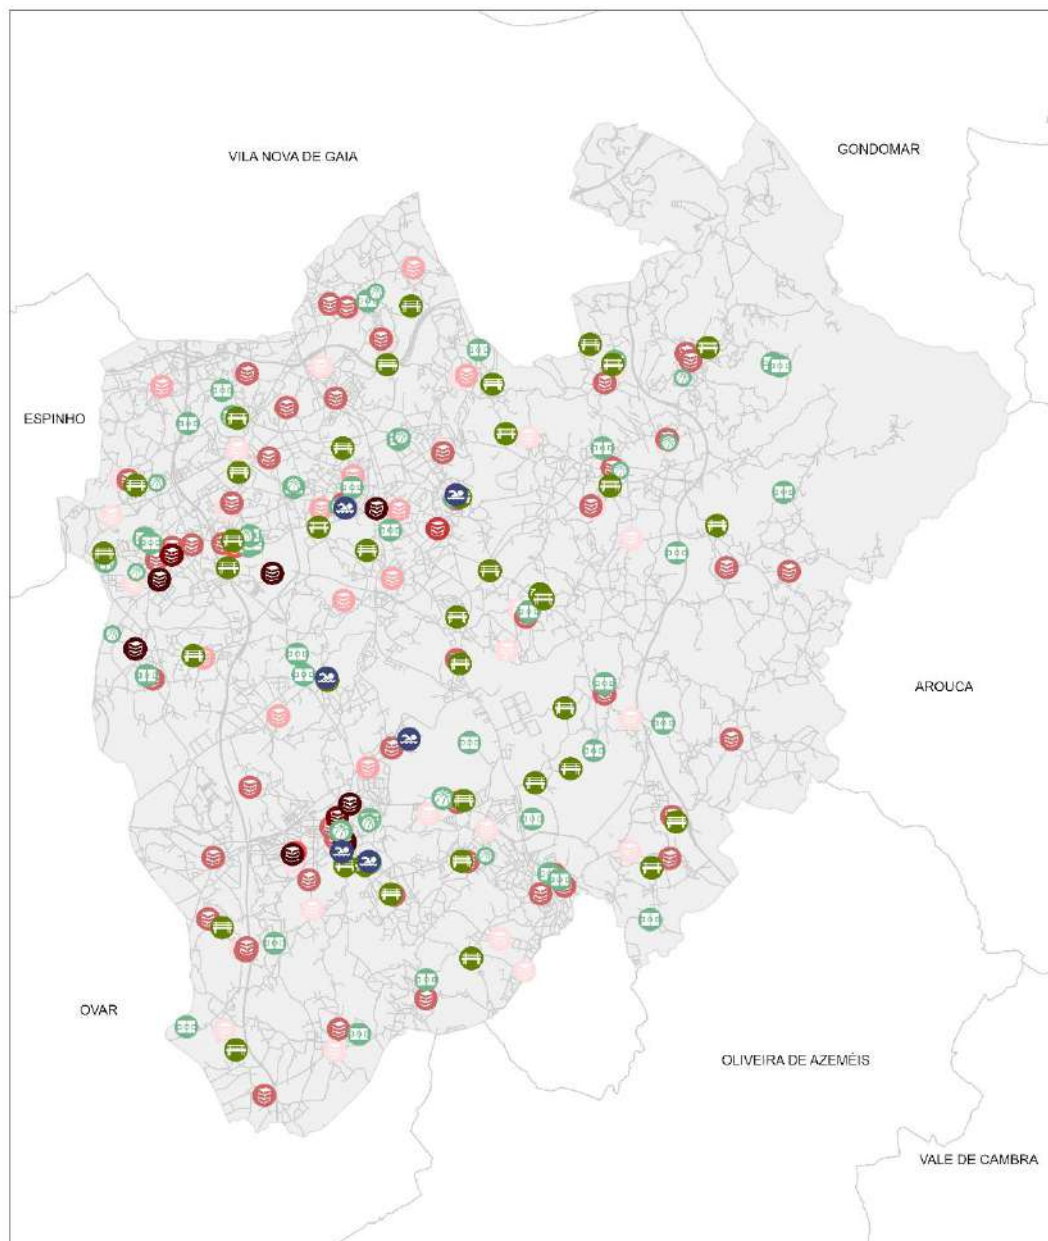 VILA NOVA DE GAIA
GONDOMAR
ESPINHO
AROUCA
OVAR
OLIVEIRA DE AZEMÉIS
VALE DE CAMBRA